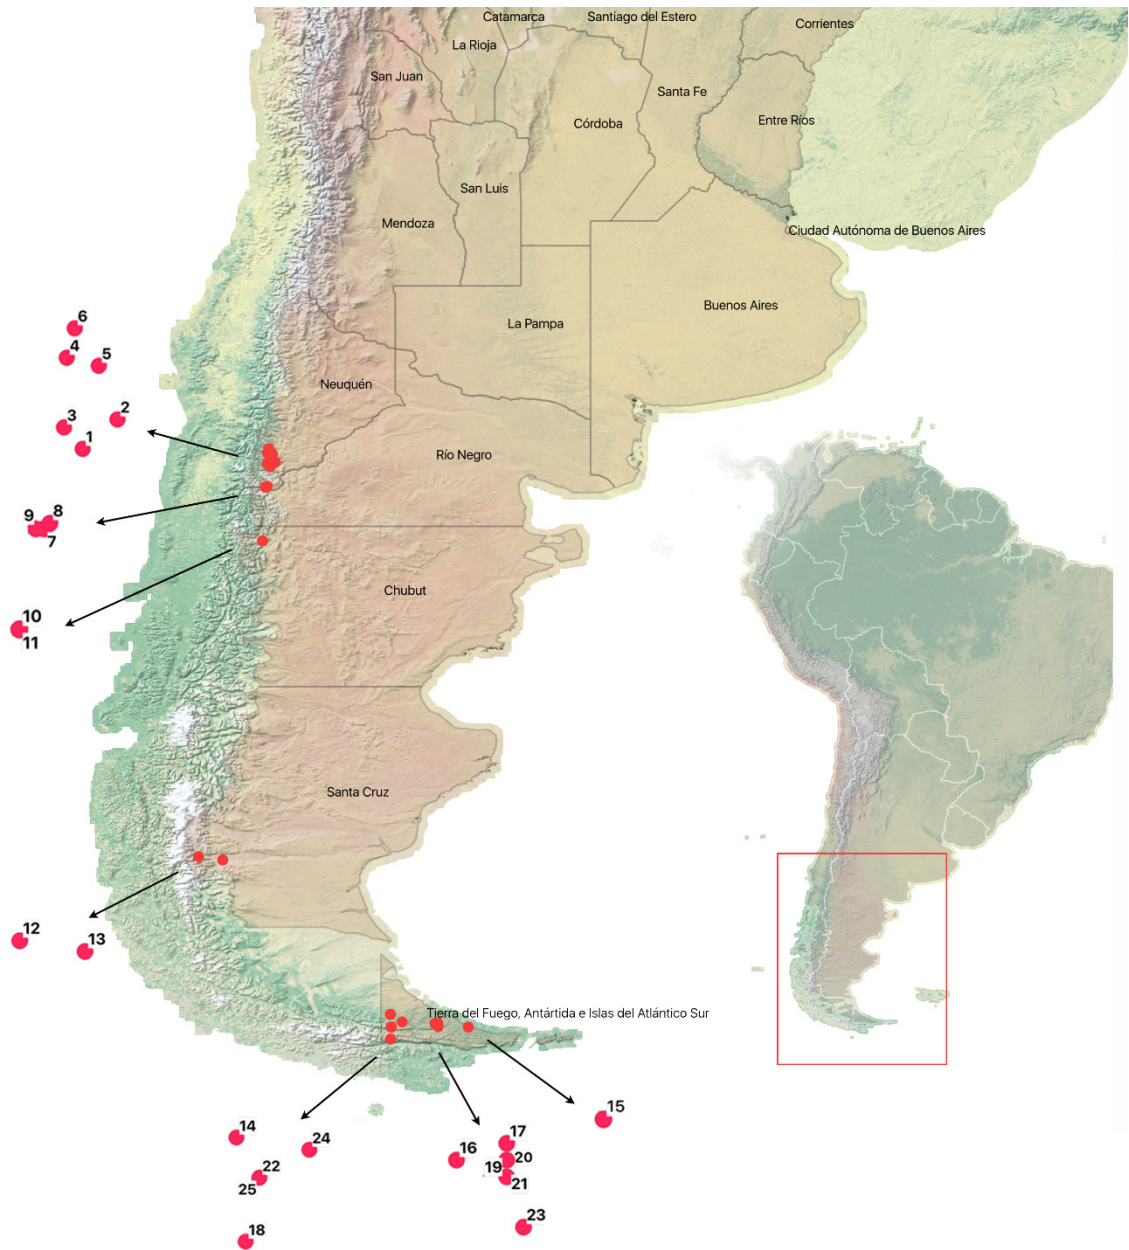 Catamarca
Santiago del Estero
Corrientes
La Rioja
San Juan
Santa Fe
Córdoba
Entre Ríos
San Luis
Mendoza
Ciudad Autónoma de Buenos Aires
Buenos Aires
La Pampa
Neuquén
Río Negro
Chubut
Santa Cruz
Tierra del Fuego, Antártida e Islas del Atlántico Sur
6
4
5
2
3
1
9
8
7
10
11
12
13
14
24
22
25
18
15
17
16
20
19
21
23